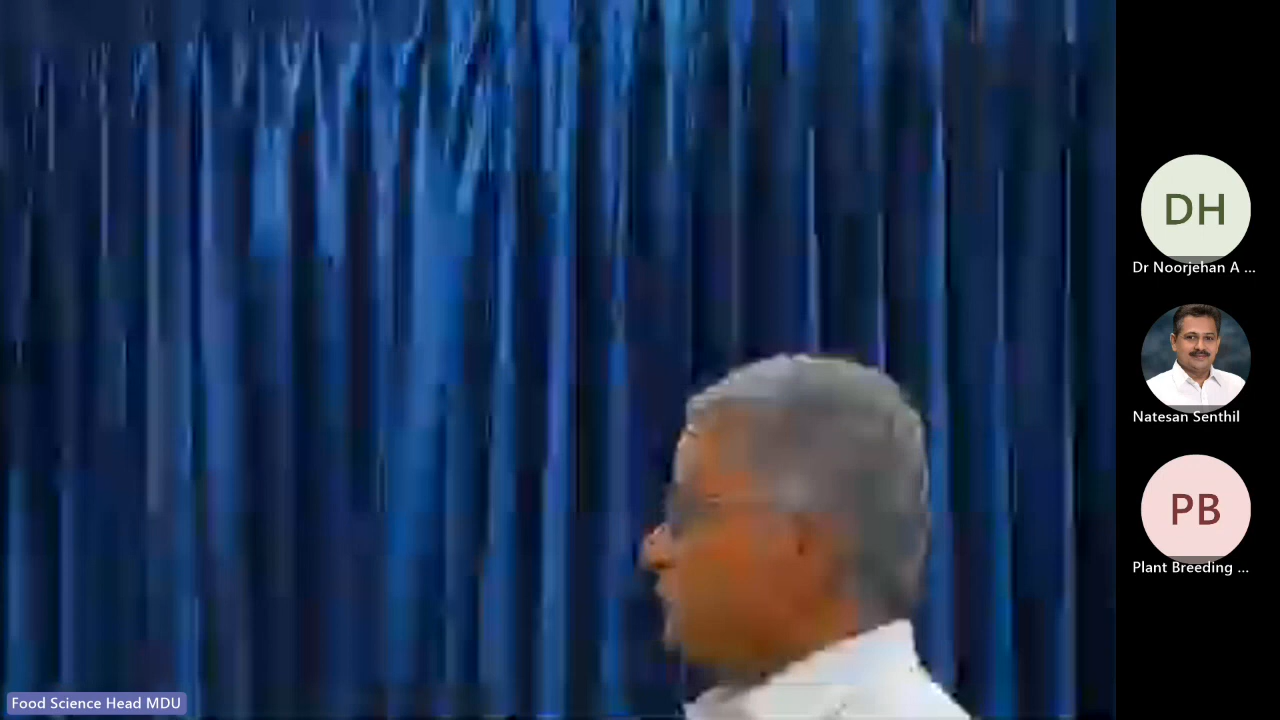 DH
Dr Noorjehan A ...
Natesan Senthil
PB
Plant Breeding ...
Food Science Head MDU